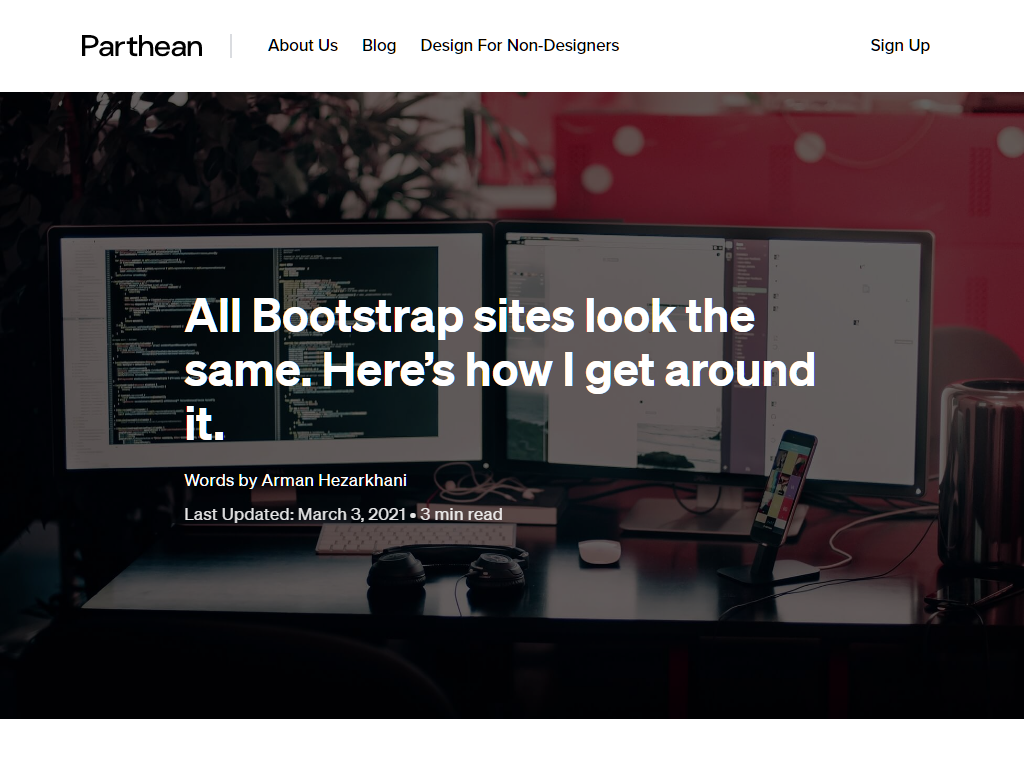 Parthean
About Us
Blog
Design For Non-Designers
Sign Up
All Bootstrap sites look the
same. Here’s how I get around
it.
Words by Arman Hezarkhani
Last Updated: March 3, 2021 • 3 min read